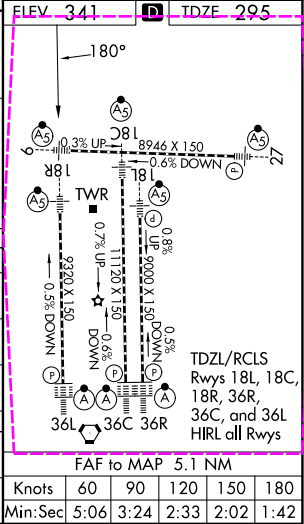 ELEV 341
D
TDZE 295
180°
A5
18C
A5
9
0.3% UP
8946 X 150
A5
27
0.6% DOWN
P
18R
18L
A5
TWR
A5
P
0.7% UP
0.8% UP
9320 X 150
11120 X 150
9000 X 150
0.5% DOWN
0.6% DOWN
0.5% DOWN
P
P
P
A
A
A
36L
36C
36R
TDZL/RCLS
Rwys 18L, 18C,
18R, 36R,
36C, and 36L
HIRL all Rwys
FAF to MAP 5.1 NM
Knots 60 90 120 150 180
Min:Sec 5:06 3:24 2:33 2:02 1:42